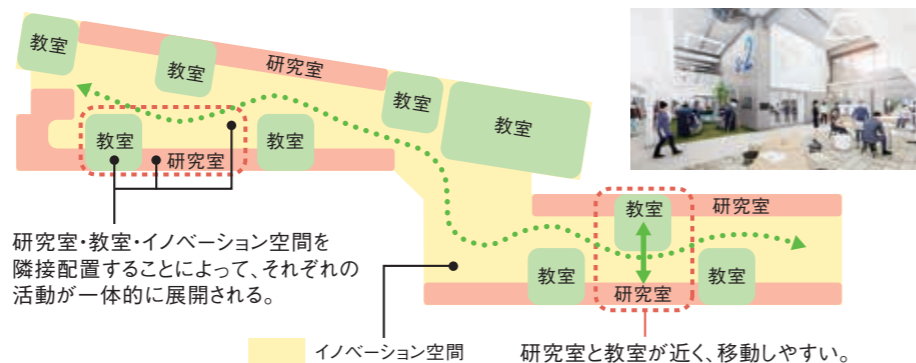 教室
教室
研究室
教室
教室
教室
研究室
教室
研究室・教室・イノベーション空間を
隣接配置することによって、それぞれの
活動が一体的に展開される。
教室
研究室
教室
研究室
教室
イノベーション空間
研究室と教室が近く、移動しやすい。